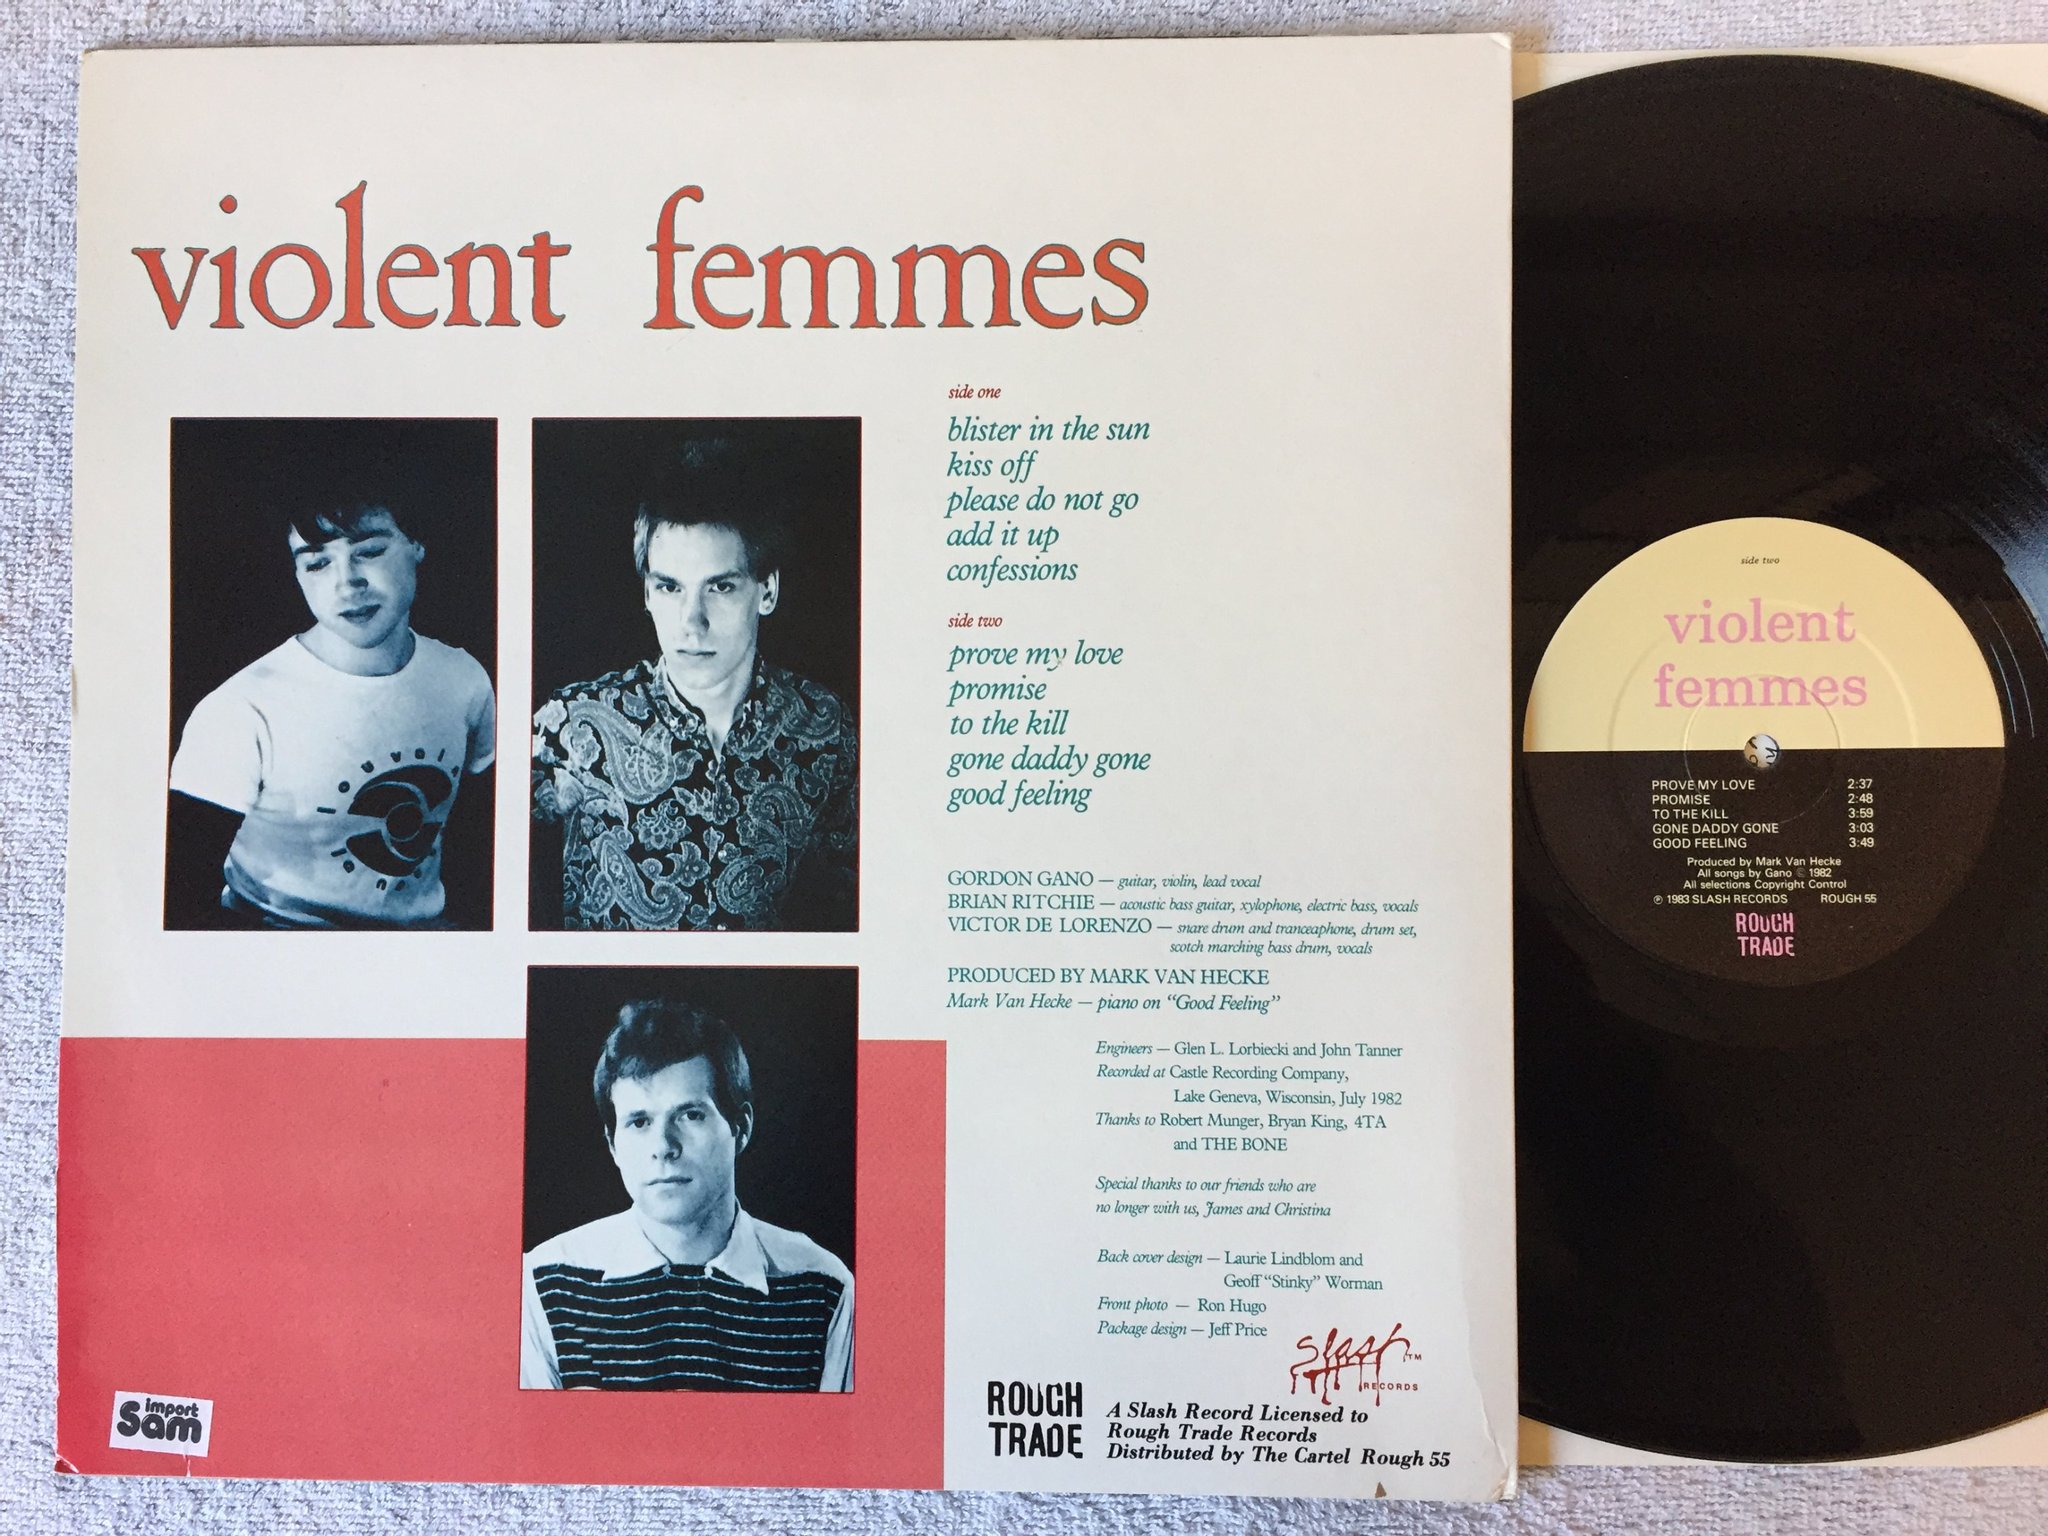 violent femmes
side one
blister in the sun
kiss off
please do not go
add it up
confessions
side two
prove my love
promise
to the kill
gone daddy gone
good feeling
GORDON GANO — guitar, violin, lead vocal
BRIAN RITCHIE — acoustic bass guitar, xylophone, electric bass, vocals
VICTOR DE LORENZO — snare drum and tranceaphone, drum set,
scotch marching bass drum, vocals
PRODUCED BY MARK VAN HECKE
Mark Van Hecke — piano on “Good Feeling”
Engineers — Glen L. Lorbiecki and John Tanner
Recorded at Castle Recording Company,
Lake Geneva, Wisconsin, July 1982
Thanks to Robert Munger, Bryan King, 4TA
and THE BONE
Special thanks to our friends who are
no longer with us, James and Christina
Back cover design — Laurie Lindblom and
Geoff “Stinky” Worman
Front photo — Ron Hugo
Package design — Jeff Price
Slash TM
RECORDS
ROUGH
TRADE
A Slash Record Licensed to
Rough Trade Records
Distributed by The Cartel Rough 55
import
Sam
side two
violent
femmes
PROVE MY LOVE 2:37
PROMISE 2:48
TO THE KILL 3:59
GONE DADDY GONE 3:03
GOOD FEELING 3:49
Produced by Mark Van Hecke
All songs by Gano © 1982
All selections Copyright Control
℗ 1983 SLASH RECORDS ROUGH 55
ROUGH
TRADE